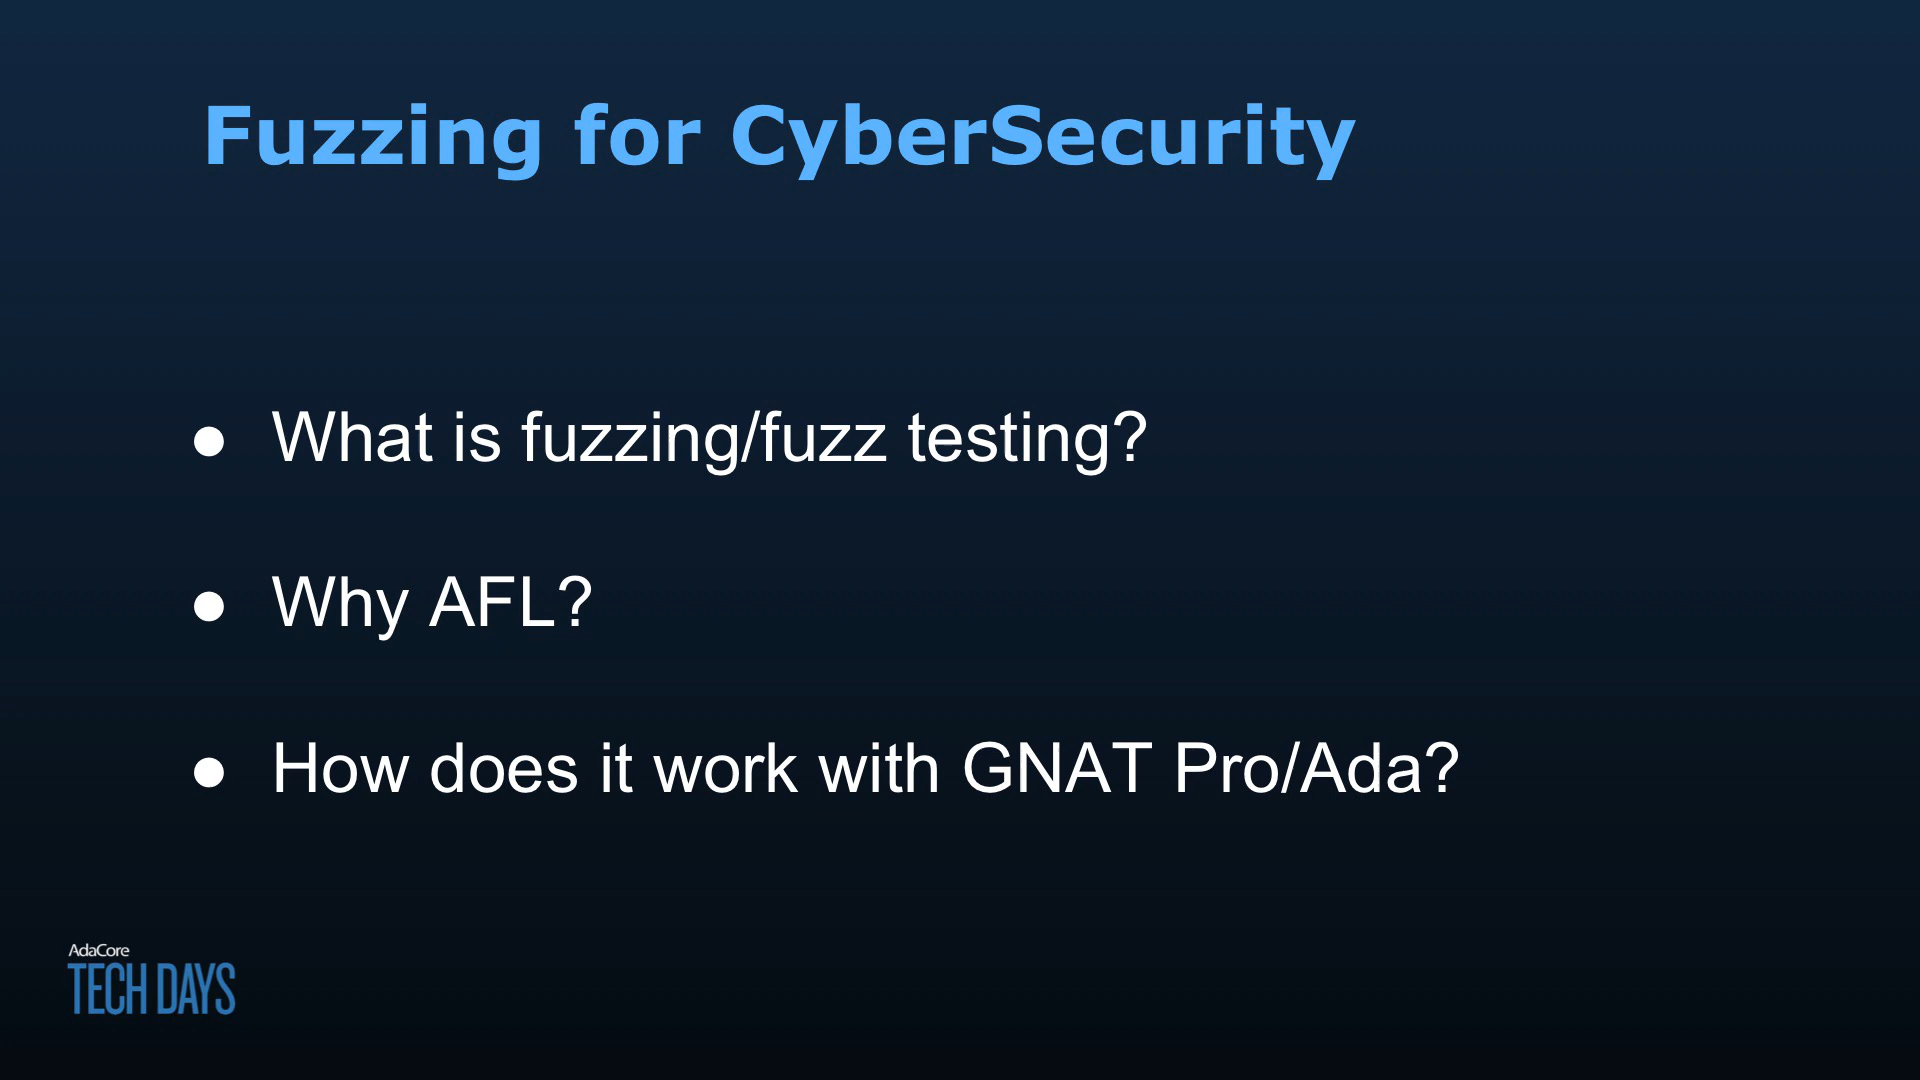 Fuzzing for CyberSecurity
● What is fuzzing/fuzz testing?
● Why AFL?
● How does it work with GNAT Pro/Ada?
AdaCore
TECH DAYS